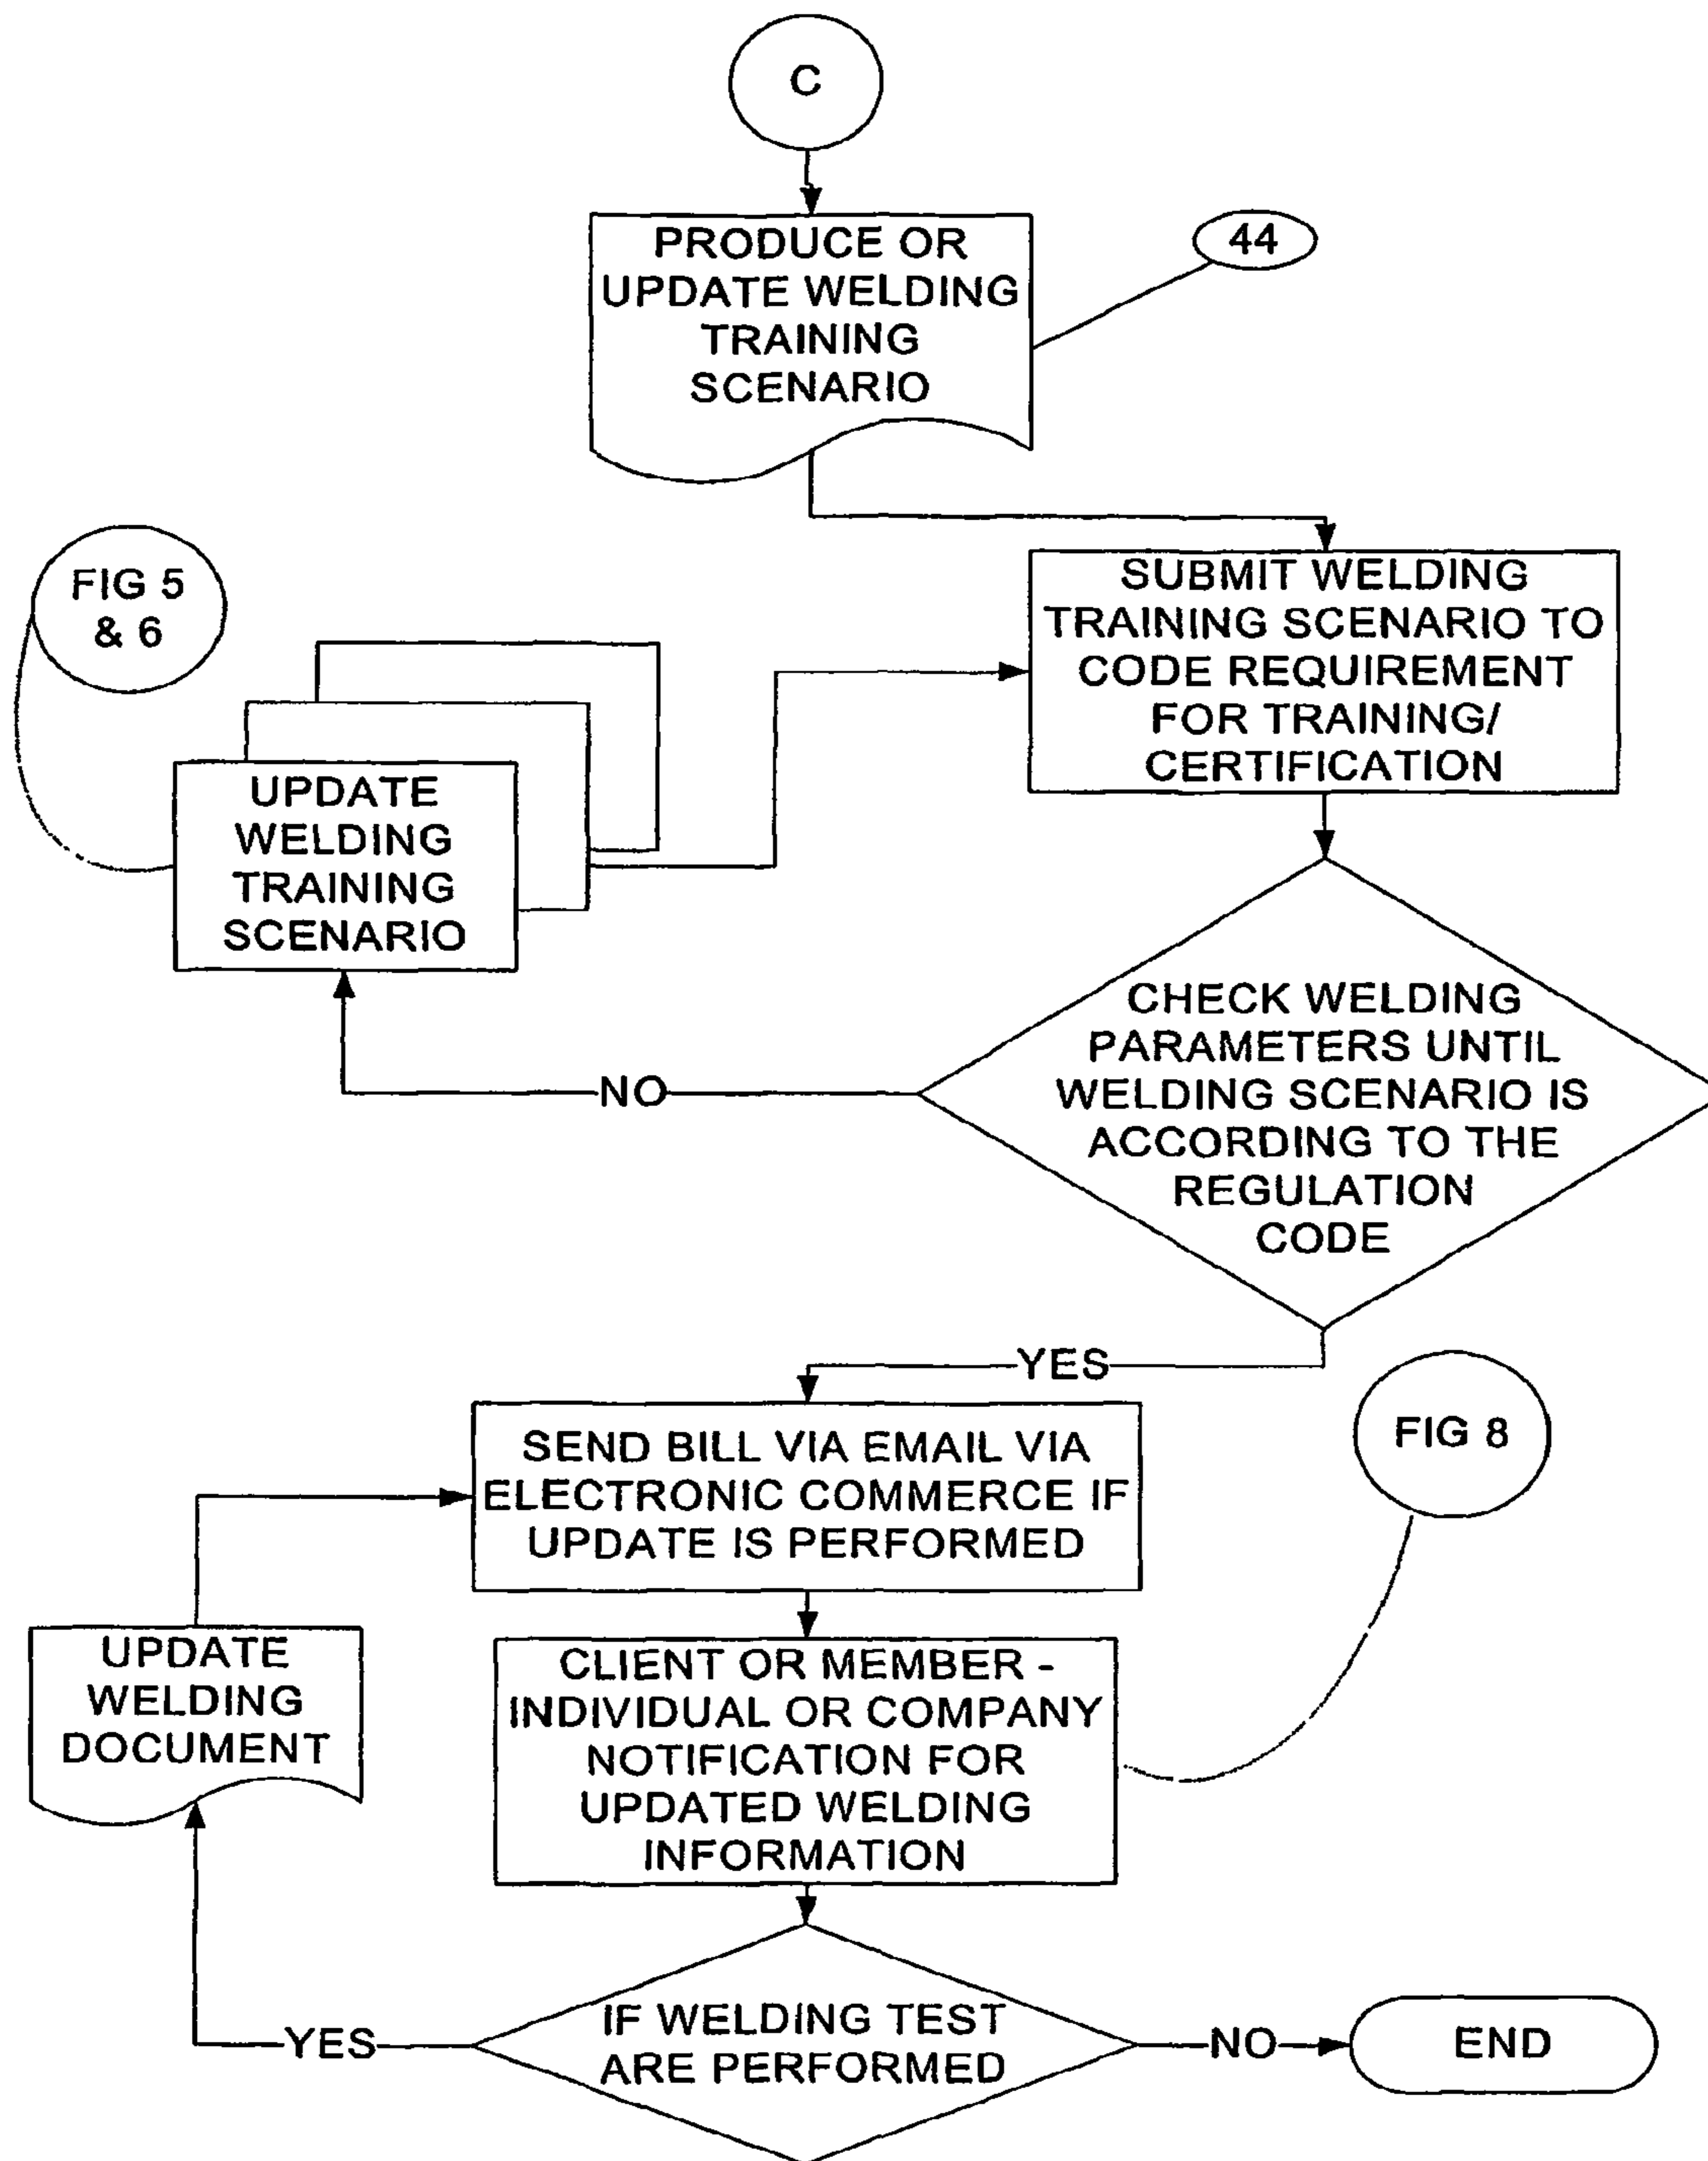 C
PRODUCE OR
UPDATE WELDING
TRAINING
SCENARIO
44
FIG 5
& 6
SUBMIT WELDING
TRAINING SCENARIO TO
CODE REQUIREMENT
FOR TRAINING/
CERTIFICATION
UPDATE
WELDING
TRAINING
SCENARIO
CHECK WELDING
PARAMETERS UNTIL
WELDING SCENARIO IS
ACCORDING TO THE
REGULATION
CODE
NO
YES
SEND BILL VIA EMAIL VIA
ELECTRONIC COMMERCE IF
UPDATE IS PERFORMED
FIG 8
UPDATE
WELDING
DOCUMENT
CLIENT OR MEMBER -
INDIVIDUAL OR COMPANY
NOTIFICATION FOR
UPDATED WELDING
INFORMATION
IF WELDING TEST
ARE PERFORMED
YES
NO
END